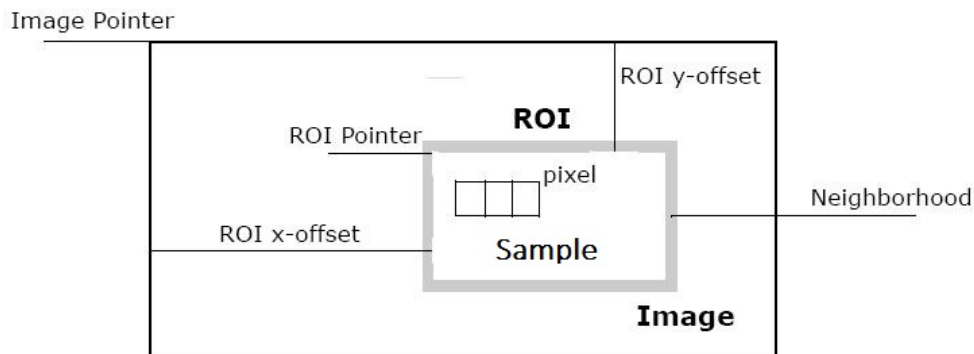 Image Pointer
ROI y-offset
ROI
ROI Pointer
pixel
Neighborhood
ROI x-offset
Sample
Image